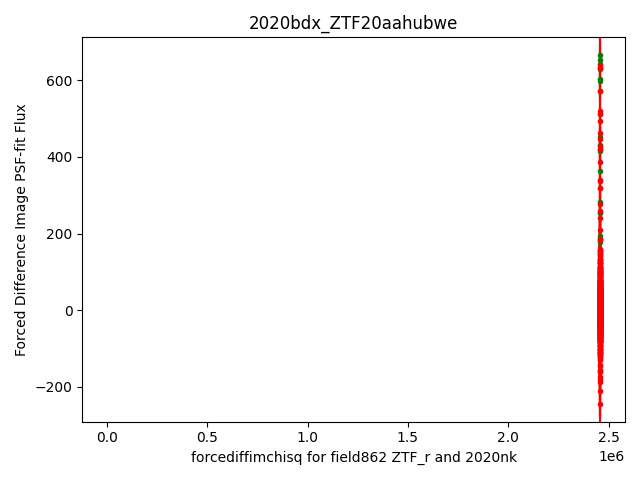 2020bdx_ZTF20aahubwe
Forced Difference Image PSF-fit Flux
600
400
200
0
−200
0.0
0.5
1.0
1.5
2.0
2.5
1e6
forcediffimchisq for field862 ZTF_r and 2020nk